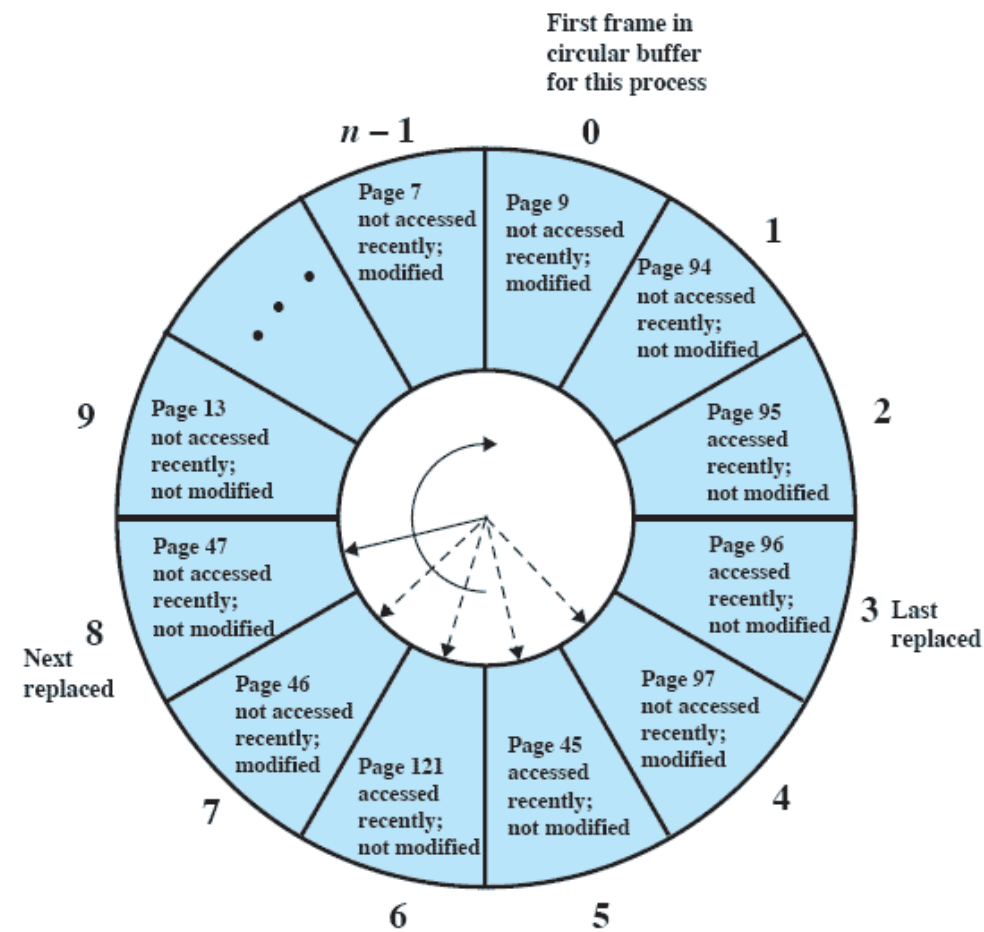 First frame in
circular buffer
for this process
n – 1
0
Page 7
not accessed
recently;
modified
Page 9
not accessed
recently;
modified
1
Page 94
not accessed
recently;
not modified
2
Page 95
accessed
recently;
not modified
3
Last
replaced
Page 96
accessed
recently;
not modified
4
Page 97
not accessed
recently;
modified
5
Page 45
accessed
recently;
not modified
6
Page 121
accessed
recently;
not modified
7
Page 46
not accessed
recently;
modified
8
Next
replaced
Page 47
not accessed
recently;
not modified
9
Page 13
not accessed
recently;
not modified